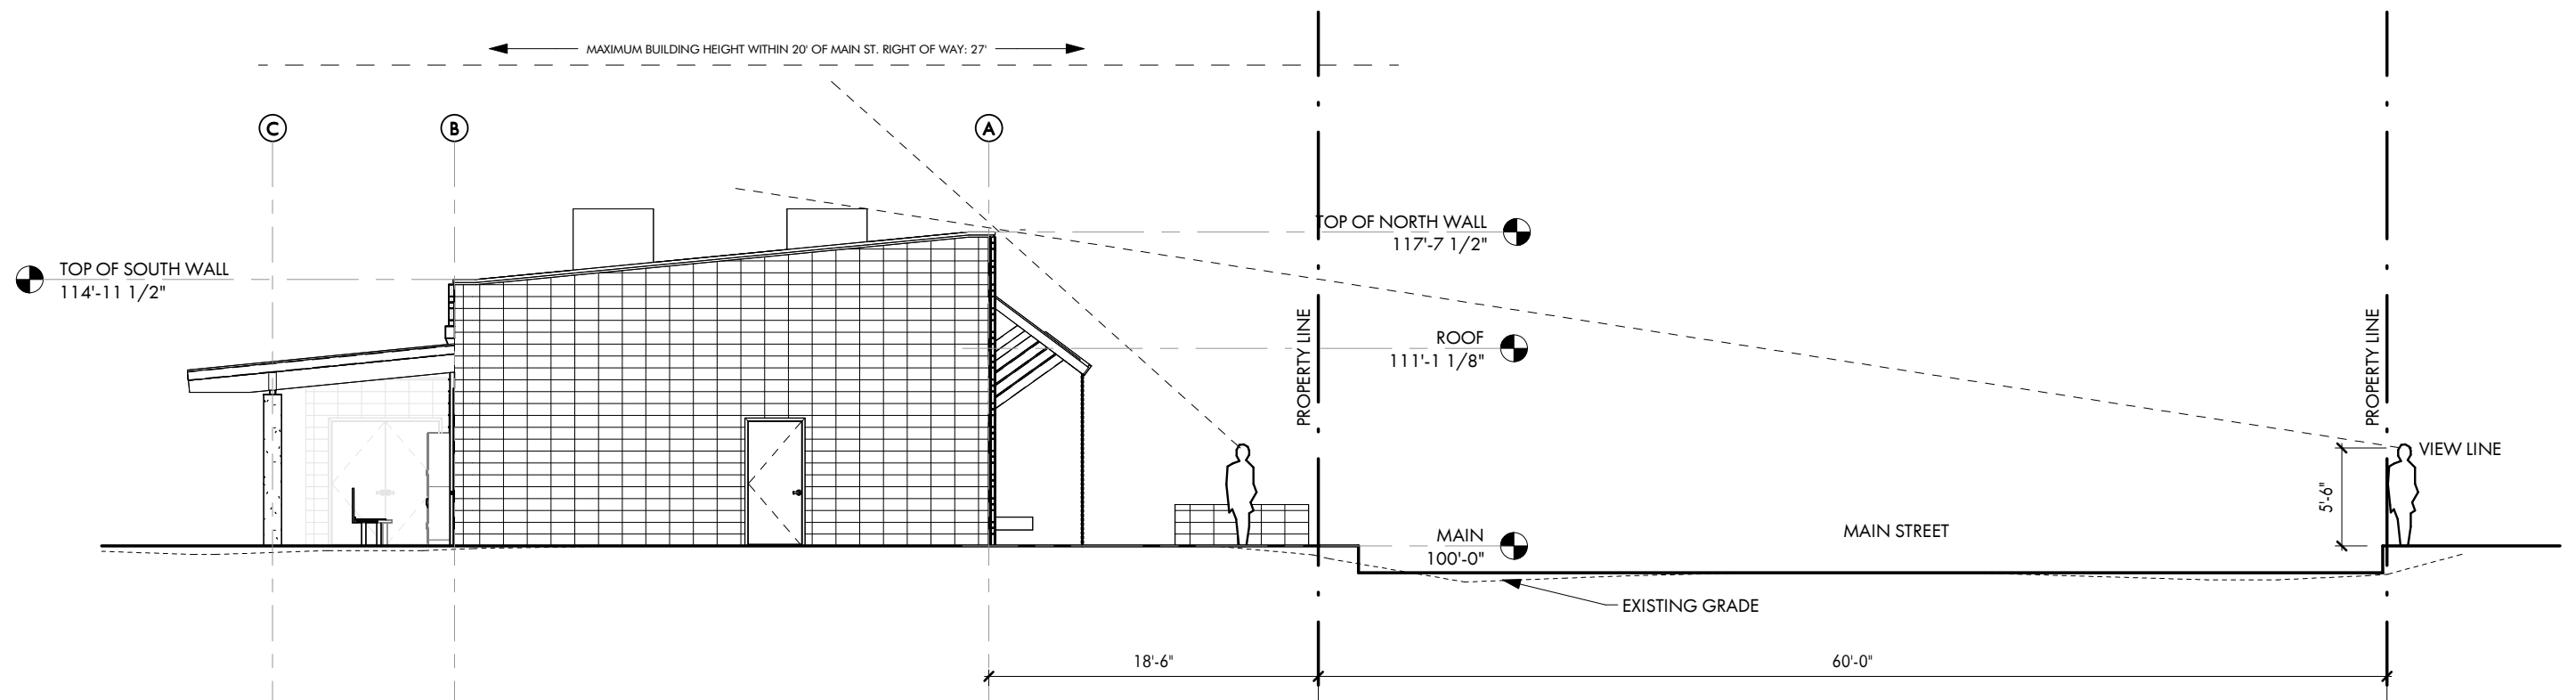 MAXIMUM BUILDING HEIGHT WITHIN 20' OF MAIN ST. RIGHT OF WAY: 27'
C
B
A
TOP OF NORTH WALL
117'-7 1/2"
TOP OF SOUTH WALL
114'-11 1/2"
ROOF
111'-1 1/8"
PROPERTY LINE
PROPERTY LINE
VIEW LINE
5'-6"
MAIN
100'-0"
MAIN STREET
EXISTING GRADE
18'-6"
60'-0"